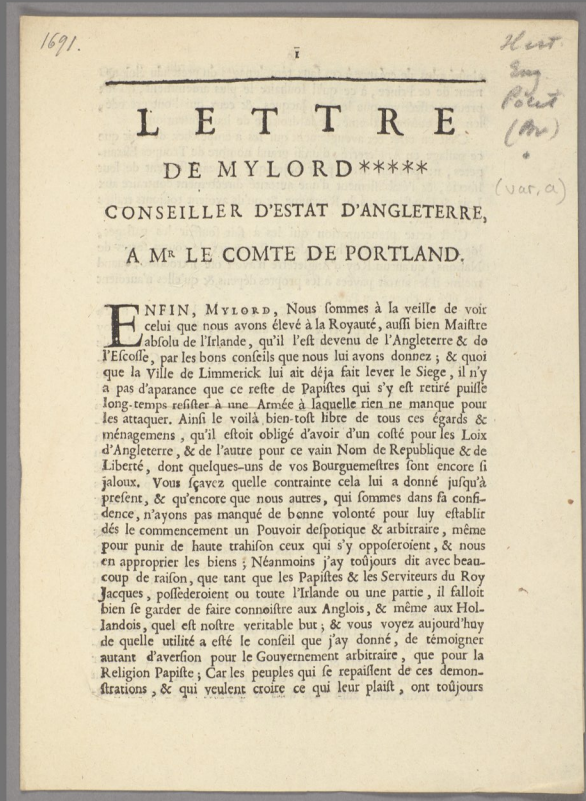 1691.
1
Hist.
Eng
Polit
(var. a)
LETTRE
DE MYLORD*****
CONSEILLER D'ESTAT D'ANGLETERRE,
A Mr LE COMTE DE PORTLAND.
ENFIN, MYLORD, Nous sommes à la veille de voir
celui que nous avons élevé à la Royauté, aussi bien Maistre
absolu de l'Irlande, qu'il l'est devenu de l'Angleterre & de
l'Escosse, par les bons conseils que nous lui avons donnez ; & quoi
que la Ville de Limmerick lui ait déja fait lever le Siege, il n'y
a pas d'aparance que ce reste de Papistes qui s'y est retiré puisse
long-temps resister à une Armée à laquelle rien ne manque pour
les attaquer. Ainsi le voilà bien-tost libre de tous ces égards &
ménagemens, qu'il estoit obligé d'avoir d'un costé pour les Loix
d'Angleterre, & de l'autre pour ce vain Nom de Republique & de
Liberté, dont quelques-uns de vos Bourguemestres sont encore si
jaloux. Vous sçavez quelle contrainte cela lui a donné jusqu'à
present, & qu'encore que nous autres, qui sommes dans sa confi-
dence, n'ayons pas manqué de bonne volonté pour luy establir
dés le commencement un Pouvoir despotique & arbitraire, même
pour punir de haute trahison ceux qui s'y opposeroient, & nous
en approprier les biens ; Néanmoins j'ay toûjours dit avec beau-
coup de raison, que tant que les Papistes & les Serviteurs du Roy
Jacques, possederoient ou toute l'Irlande ou une partie, il falloit
bien se garder de faire connoistre aux Anglois, & même aux Hol-
landois, quel est nostre veritable but ; & vous voyez aujourd'huy
de quelle utilité a esté le conseil que j'ay donné, de témoigner
autant d'aversion pour le Gouvernement arbitraire, que pour la
Religion Papiste ; Car les peuples qui se repaissent de ces demon-
strations, & qui veulent croire ce qui leur plaist, ont toûjours